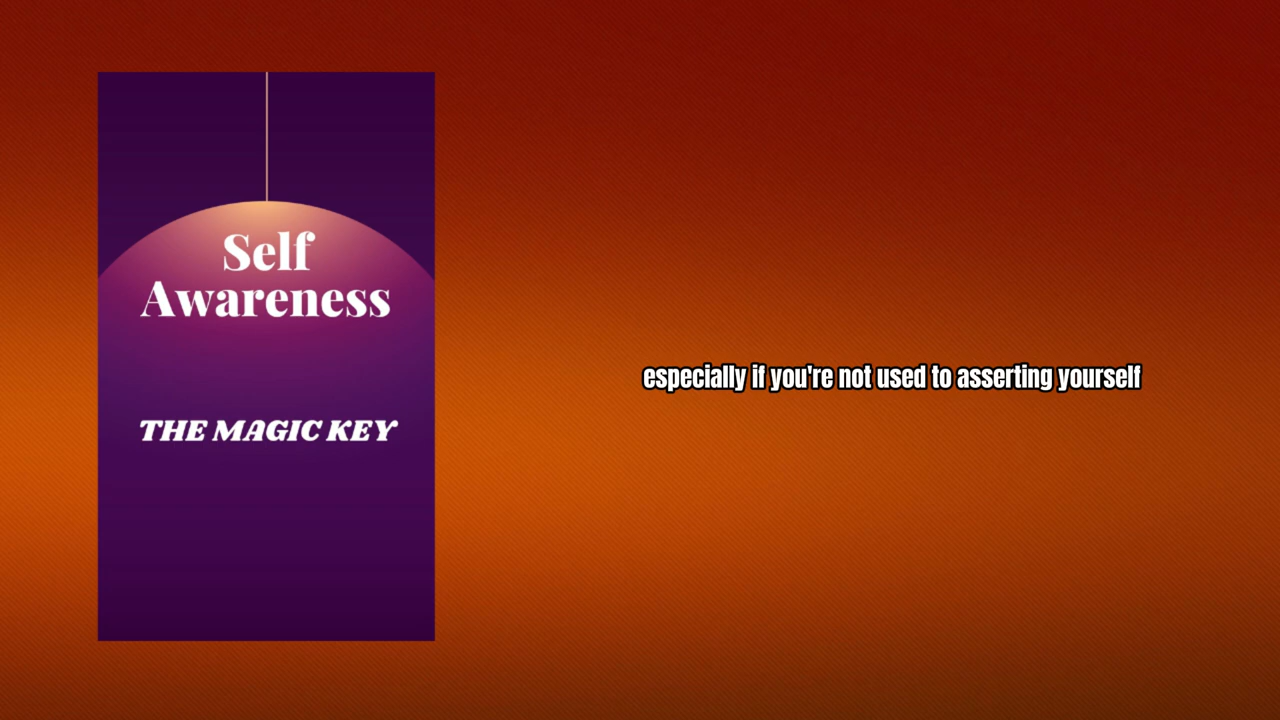 Self
Awareness
THE MAGIC KEY
especially if you're not used to asserting yourself